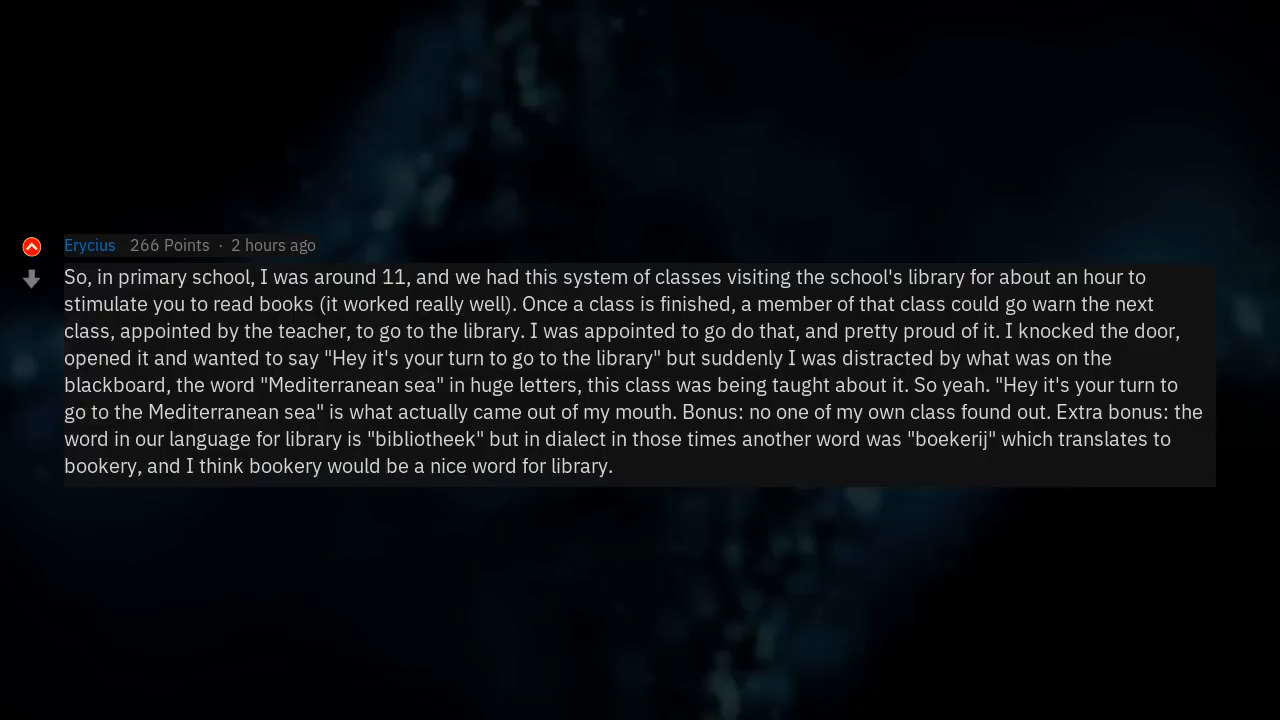 Erycius 266 Points · 2 hours ago
So, in primary school, I was around 11, and we had this system of classes visiting the school's library for about an hour to
stimulate you to read books (it worked really well). Once a class is finished, a member of that class could go warn the next
class, appointed by the teacher, to go to the library. I was appointed to go do that, and pretty proud of it. I knocked the door,
opened it and wanted to say "Hey it's your turn to go to the library" but suddenly I was distracted by what was on the
blackboard, the word "Mediterranean sea" in huge letters, this class was being taught about it. So yeah. "Hey it's your turn to
go to the Mediterranean sea" is what actually came out of my mouth. Bonus: no one of my own class found out. Extra bonus: the
word in our language for library is "bibliotheek" but in dialect in those times another word was "boekerij" which translates to
bookery, and I think bookery would be a nice word for library.